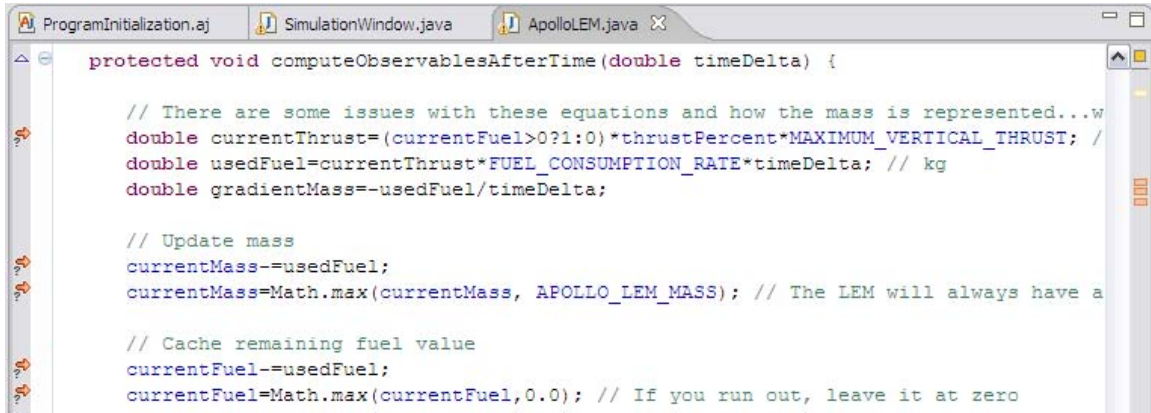 ProgramInitialization.aj SimulationWindow.java ApolloLEM.java
protected void computeObservablesAfterTime(double timeDelta) {
// There are some issues with these equations and how the mass is represented...w
double currentThrust=(currentFuel>0?1:0)*thrustPercent*MAXIMUM_VERTICAL_THRUST; /
double usedFuel=currentThrust*FUEL_CONSUMPTION_RATE*timeDelta; // kg
double gradientMass=-usedFuel/timeDelta;
// Update mass
currentMass-=usedFuel;
currentMass=Math.max(currentMass, APOLLO_LEM_MASS); // The LEM will always have a
// Cache remaining fuel value
currentFuel-=usedFuel;
currentFuel=Math.max(currentFuel,0.0); // If you run out, leave it at zero